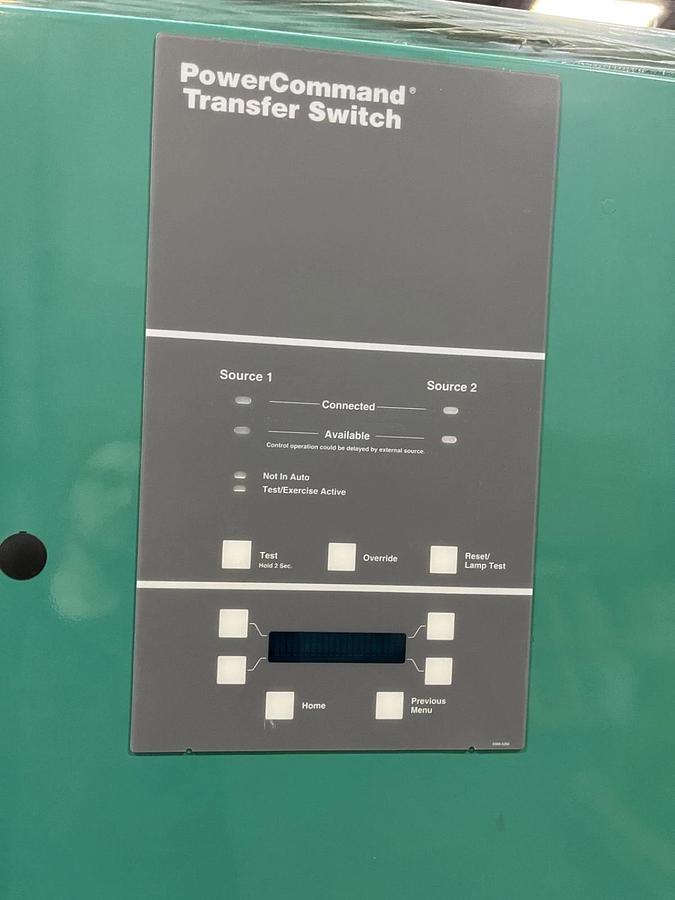 PowerCommand®
Transfer Switch
Source 1
Source 2
Connected
Available
Control operation could be delayed by external source.
Not In Auto
Test/Exercise Active
Test
Hold 2 Sec.
Override
Reset/
Lamp Test
Home
Previous
Menu